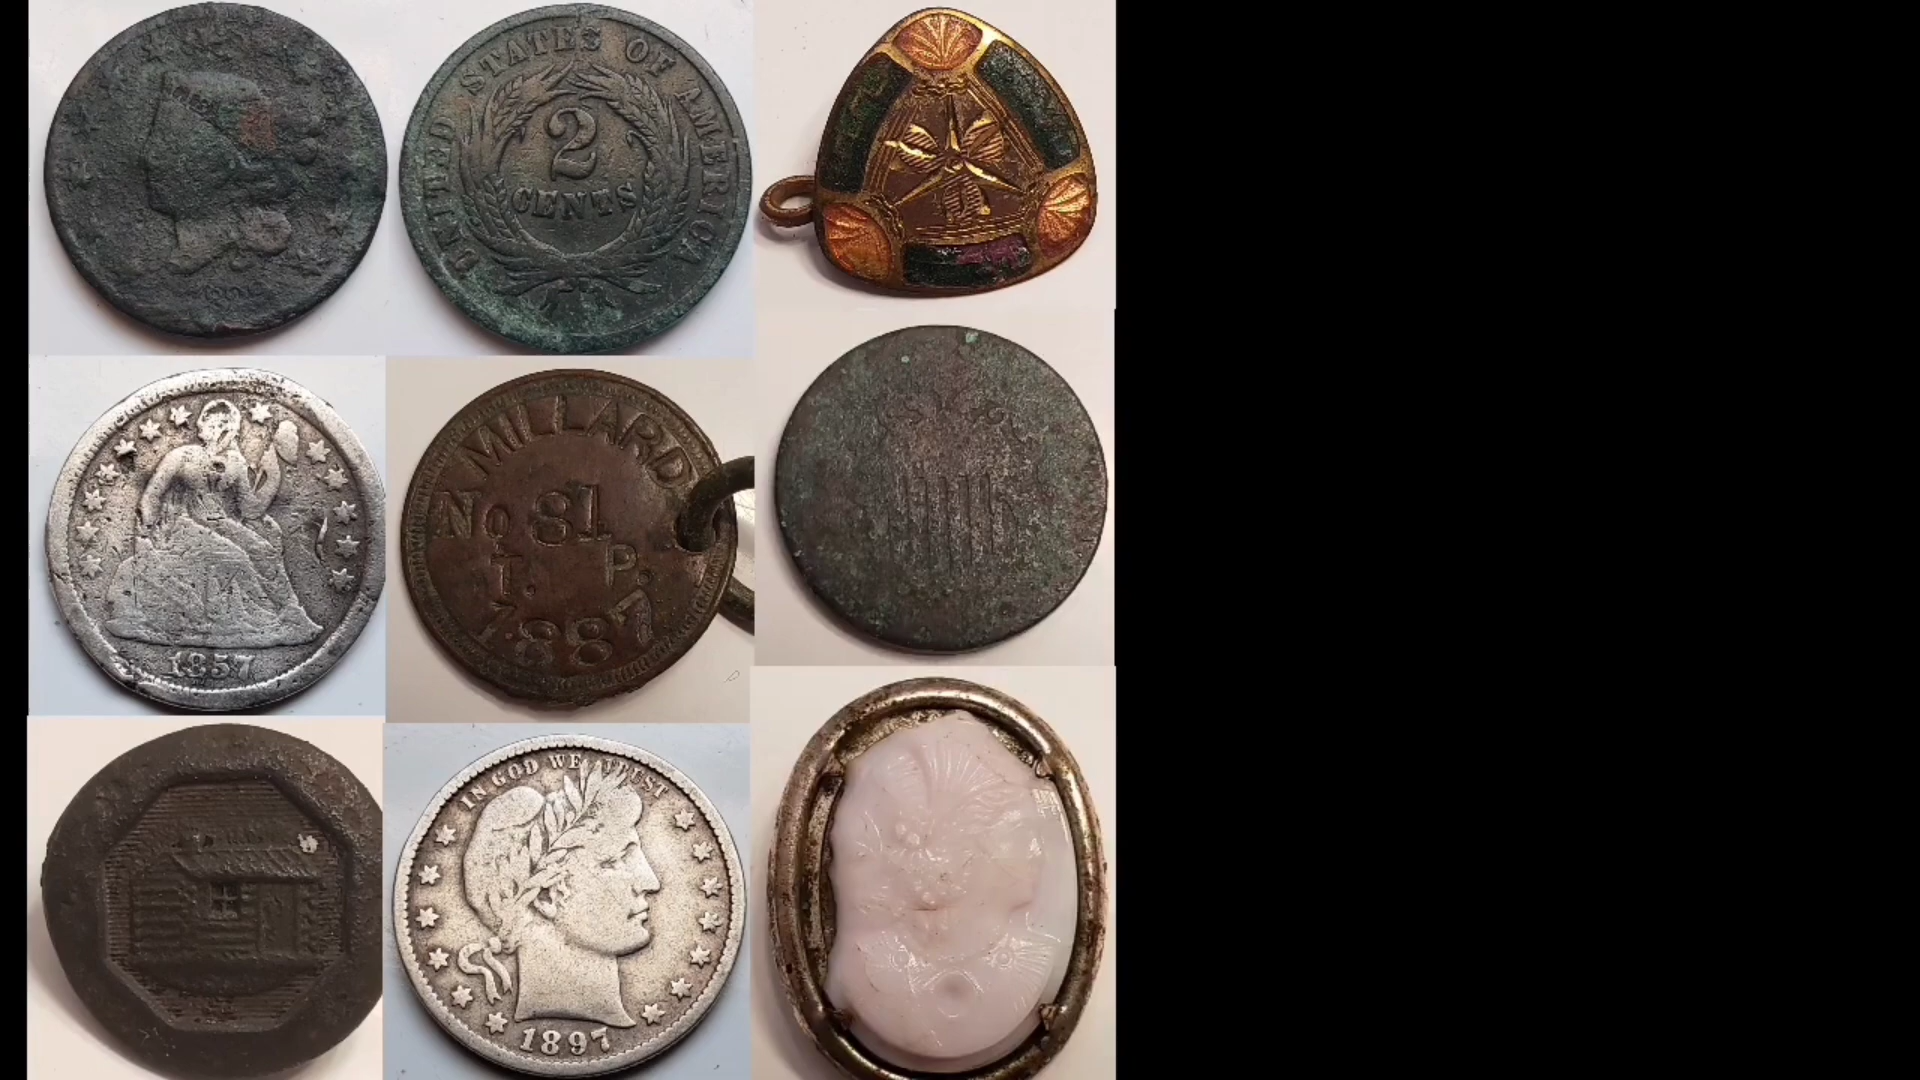 UNITED STATES OF AMERICA
2
CENTS
1857
MILLARD
No 81
T. P.
1887
IN GOD WE TRUST
1897